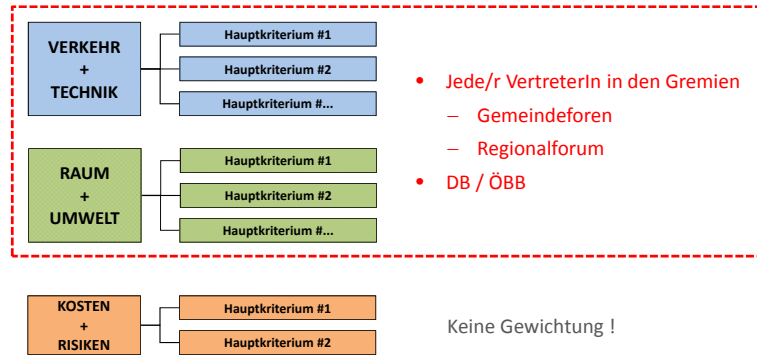 VERKEHR
+
TECHNIK
Hauptkriterium #1
Hauptkriterium #2
Hauptkriterium #...
RAUM
+
UMWELT
Hauptkriterium #1
Hauptkriterium #2
Hauptkriterium #...
• Jede/r VertreterIn in den Gremien
– Gemeindeforen
– Regionalforum
• DB / ÖBB
KOSTEN
+
RISIKEN
Hauptkriterium #1
Hauptkriterium #2
Keine Gewichtung !